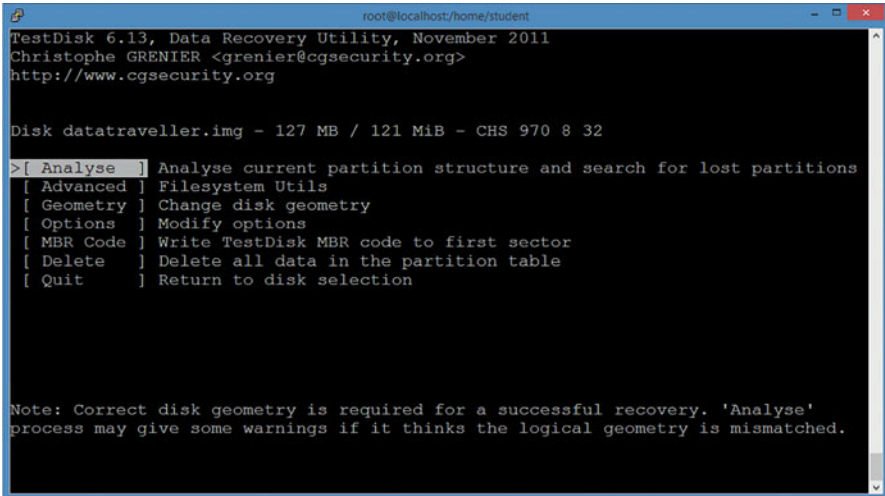 root@localhost:/home/student
TestDisk 6.13, Data Recovery Utility, November 2011
Christophe GRENIER <grenier@cgsecurity.org>
http://www.cgsecurity.org
Disk datatraveller.img - 127 MB / 121 MiB - CHS 970 8 32
>[ Analyse  ] Analyse current partition structure and search for lost partitions
 [ Advanced ] Filesystem Utils
 [ Geometry ] Change disk geometry
 [ Options  ] Modify options
 [ MBR Code ] Write TestDisk MBR code to first sector
 [ Delete   ] Delete all data in the partition table
 [ Quit     ] Return to disk selection
Note: Correct disk geometry is required for a successful recovery. 'Analyse'
process may give some warnings if it thinks the logical geometry is mismatched.